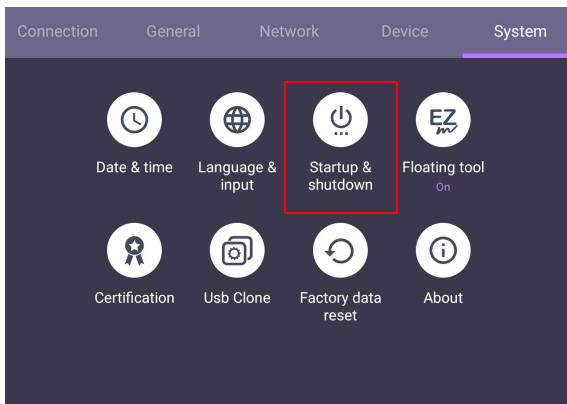 Connection General Network Device System
EZ
Date & time Language & input Startup & shutdown Floating tool
On
Certification Usb Clone Factory data reset About